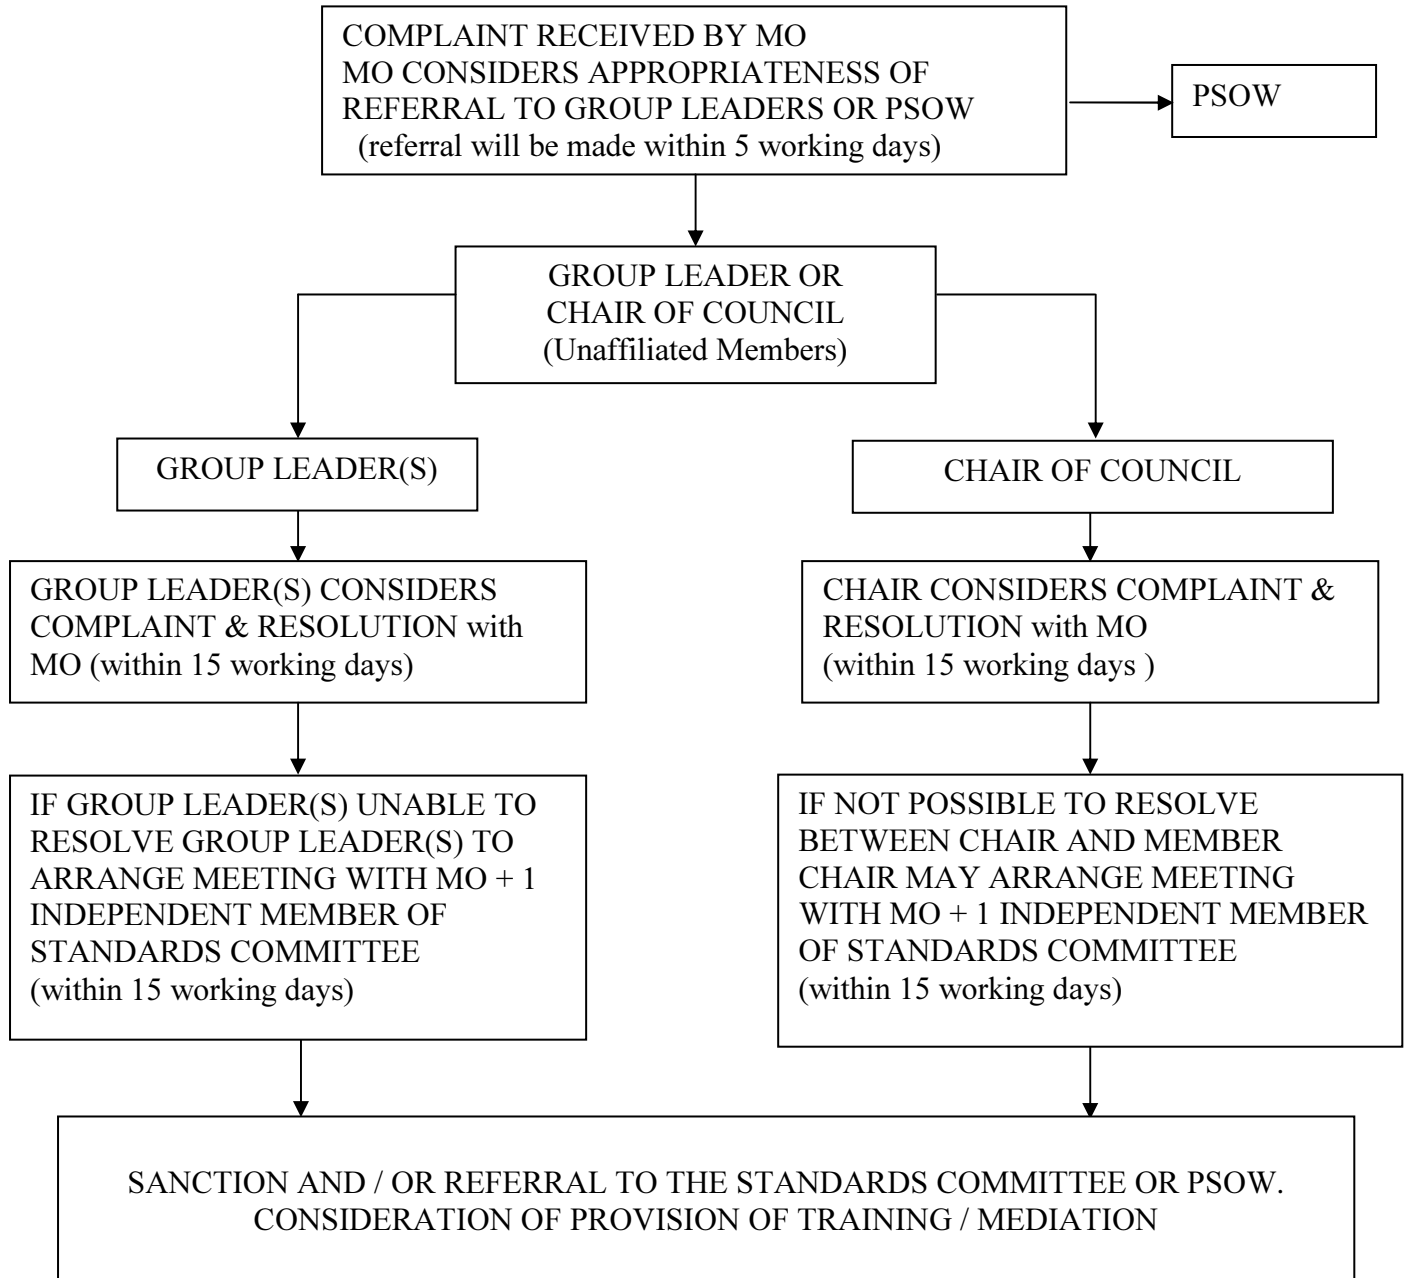 COMPLAINT RECEIVED BY MO
MO CONSIDERS APPROPRIATENESS OF
REFERRAL TO GROUP LEADERS OR PSOW
(referral will be made within 5 working days)
PSOW
GROUP LEADER OR
CHAIR OF COUNCIL
(Unaffiliated Members)
GROUP LEADER(S)
CHAIR OF COUNCIL
GROUP LEADER(S) CONSIDERS
COMPLAINT & RESOLUTION with
MO (within 15 working days)
CHAIR CONSIDERS COMPLAINT &
RESOLUTION with MO
(within 15 working days )
IF GROUP LEADER(S) UNABLE TO
RESOLVE GROUP LEADER(S) TO
ARRANGE MEETING WITH MO + 1
INDEPENDENT MEMBER OF
STANDARDS COMMITTEE
(within 15 working days)
IF NOT POSSIBLE TO RESOLVE
BETWEEN CHAIR AND MEMBER
CHAIR MAY ARRANGE MEETING
WITH MO + 1 INDEPENDENT MEMBER
OF STANDARDS COMMITTEE
(within 15 working days)
SANCTION AND / OR REFERRAL TO THE STANDARDS COMMITTEE OR PSOW.
CONSIDERATION OF PROVISION OF TRAINING / MEDIATION